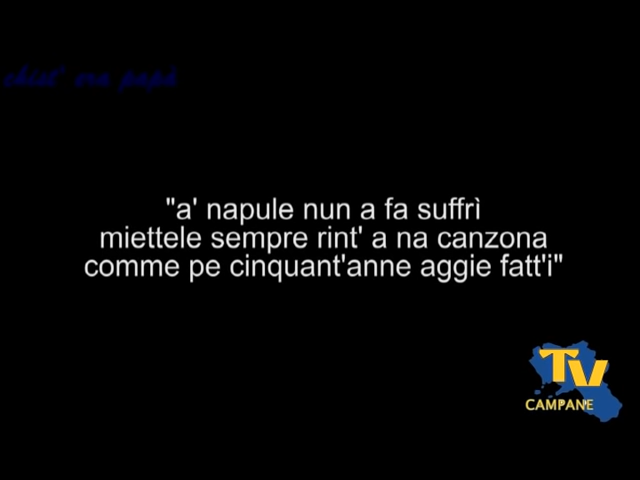 chist' era papà
"a' napule nun a fa suffrì
miettele sempre rint' a na canzona
comme pe cinquant'anne aggie fatt'i"
TV
CAMPANE